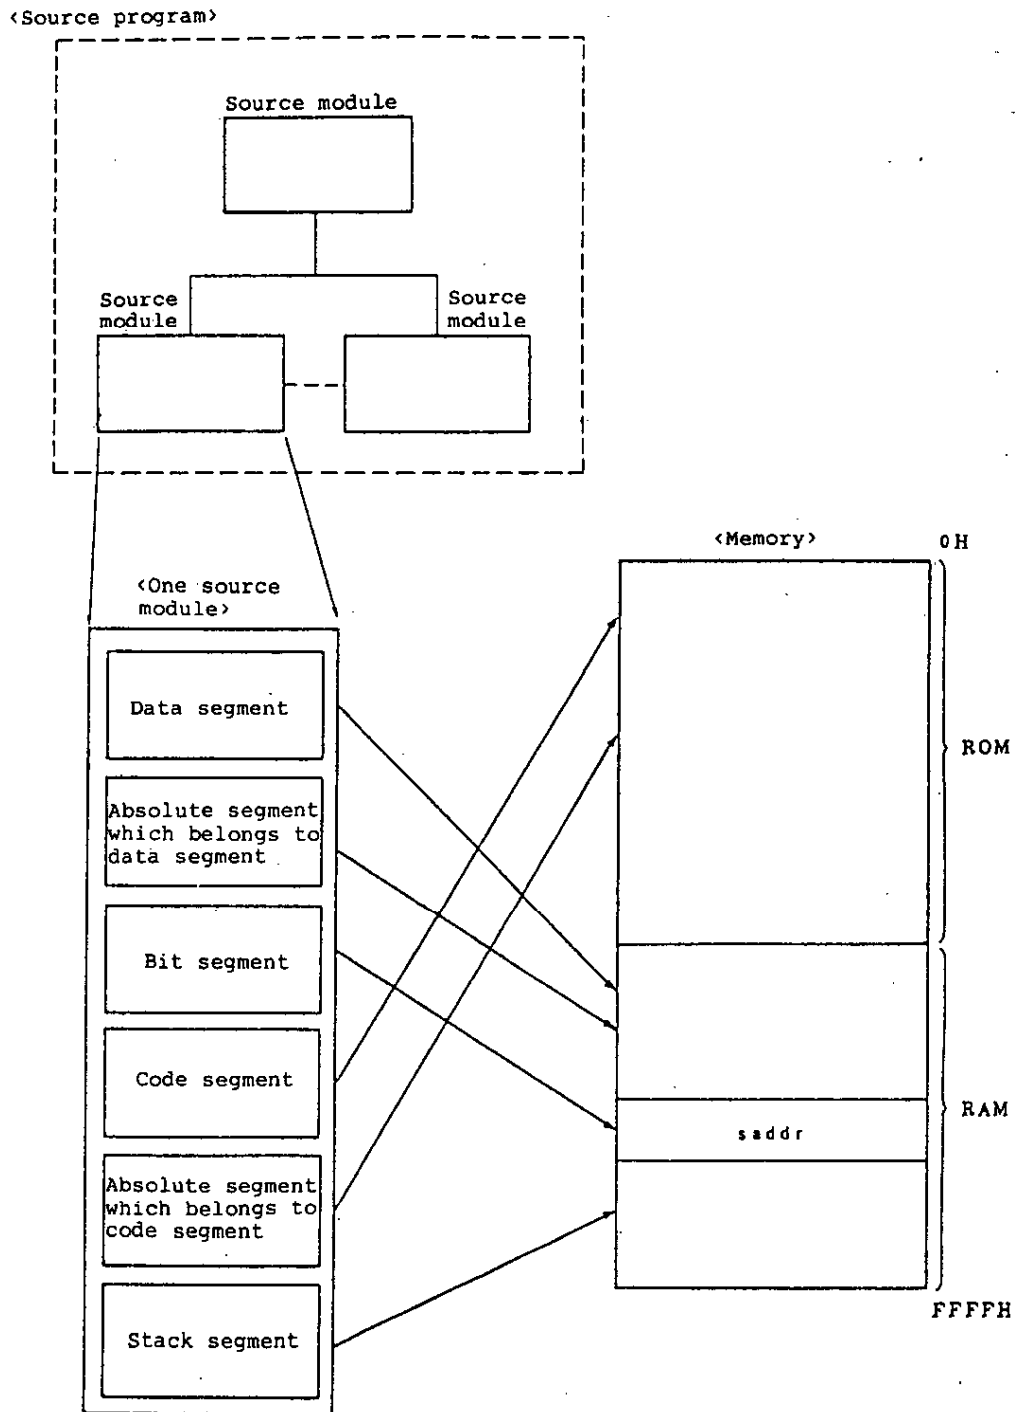 <Source program>
Source module
Source
module
Source
module
<Memory>
0H
<One source
module>
Data segment
ROM
Absolute segment
which belongs to
data segment
Bit segment
Code segment
RAM
saddr
Absolute segment
which belongs to
code segment
FFFFH
Stack segment